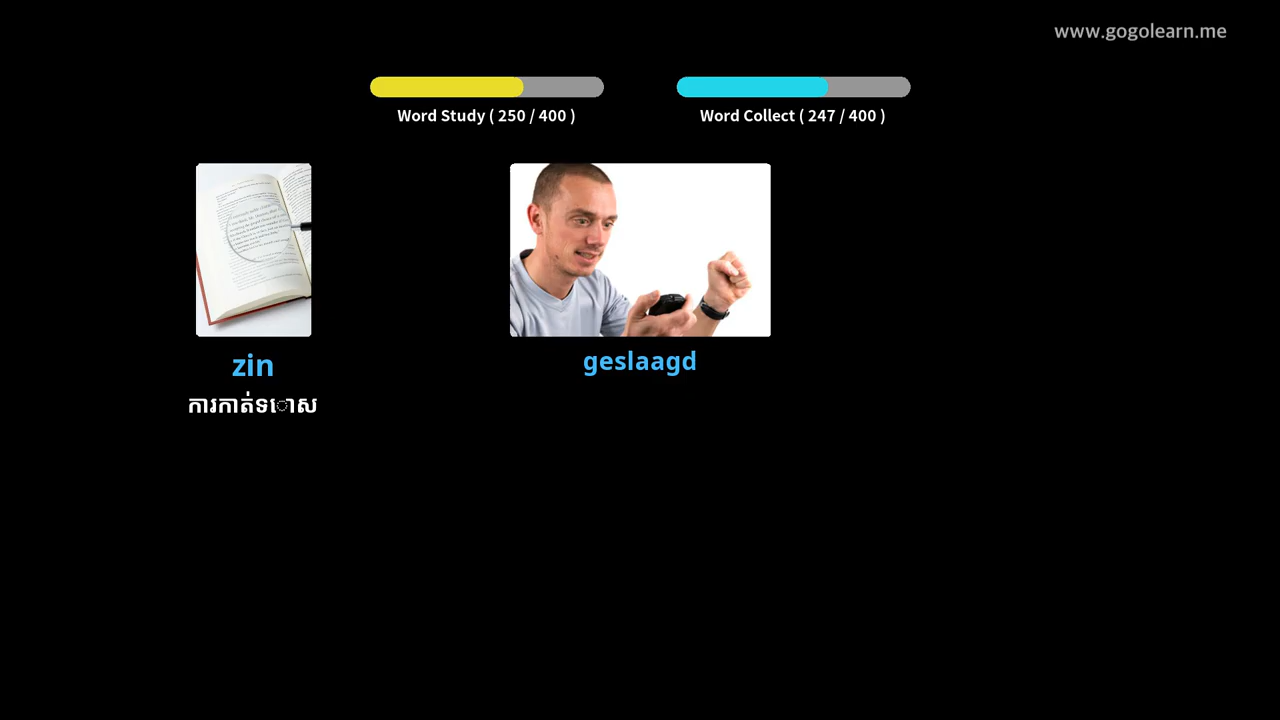 www.gogolearn.me
Word Study ( 250 / 400 )
Word Collect ( 247 / 400 )
zin
ការកាត់ទោស
geslaagd